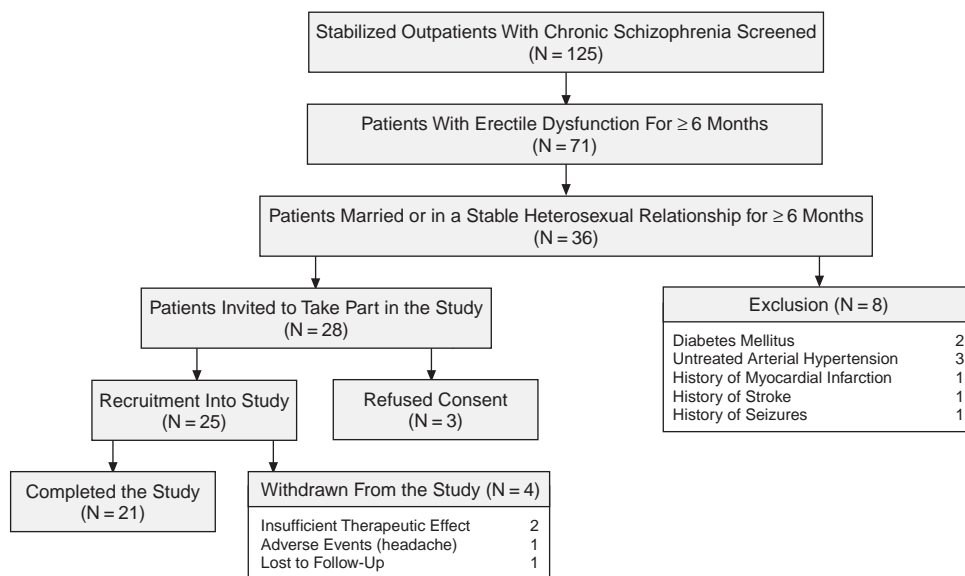 Stabilized Outpatients With Chronic Schizophrenia Screened
(N = 125)
Patients With Erectile Dysfunction For ≥ 6 Months
(N = 71)
Patients Married or in a Stable Heterosexual Relationship for ≥ 6 Months
(N = 36)
Patients Invited to Take Part in the Study
(N = 28)
Exclusion (N = 8)
Diabetes Mellitus 2
Untreated Arterial Hypertension 3
History of Myocardial Infarction 1
History of Stroke 1
History of Seizures 1
Recruitment Into Study
(N = 25)
Refused Consent
(N = 3)
Completed the Study
(N = 21)
Withdrawn From the Study (N = 4)
Insufficient Therapeutic Effect 2
Adverse Events (headache) 1
Lost to Follow-Up 1